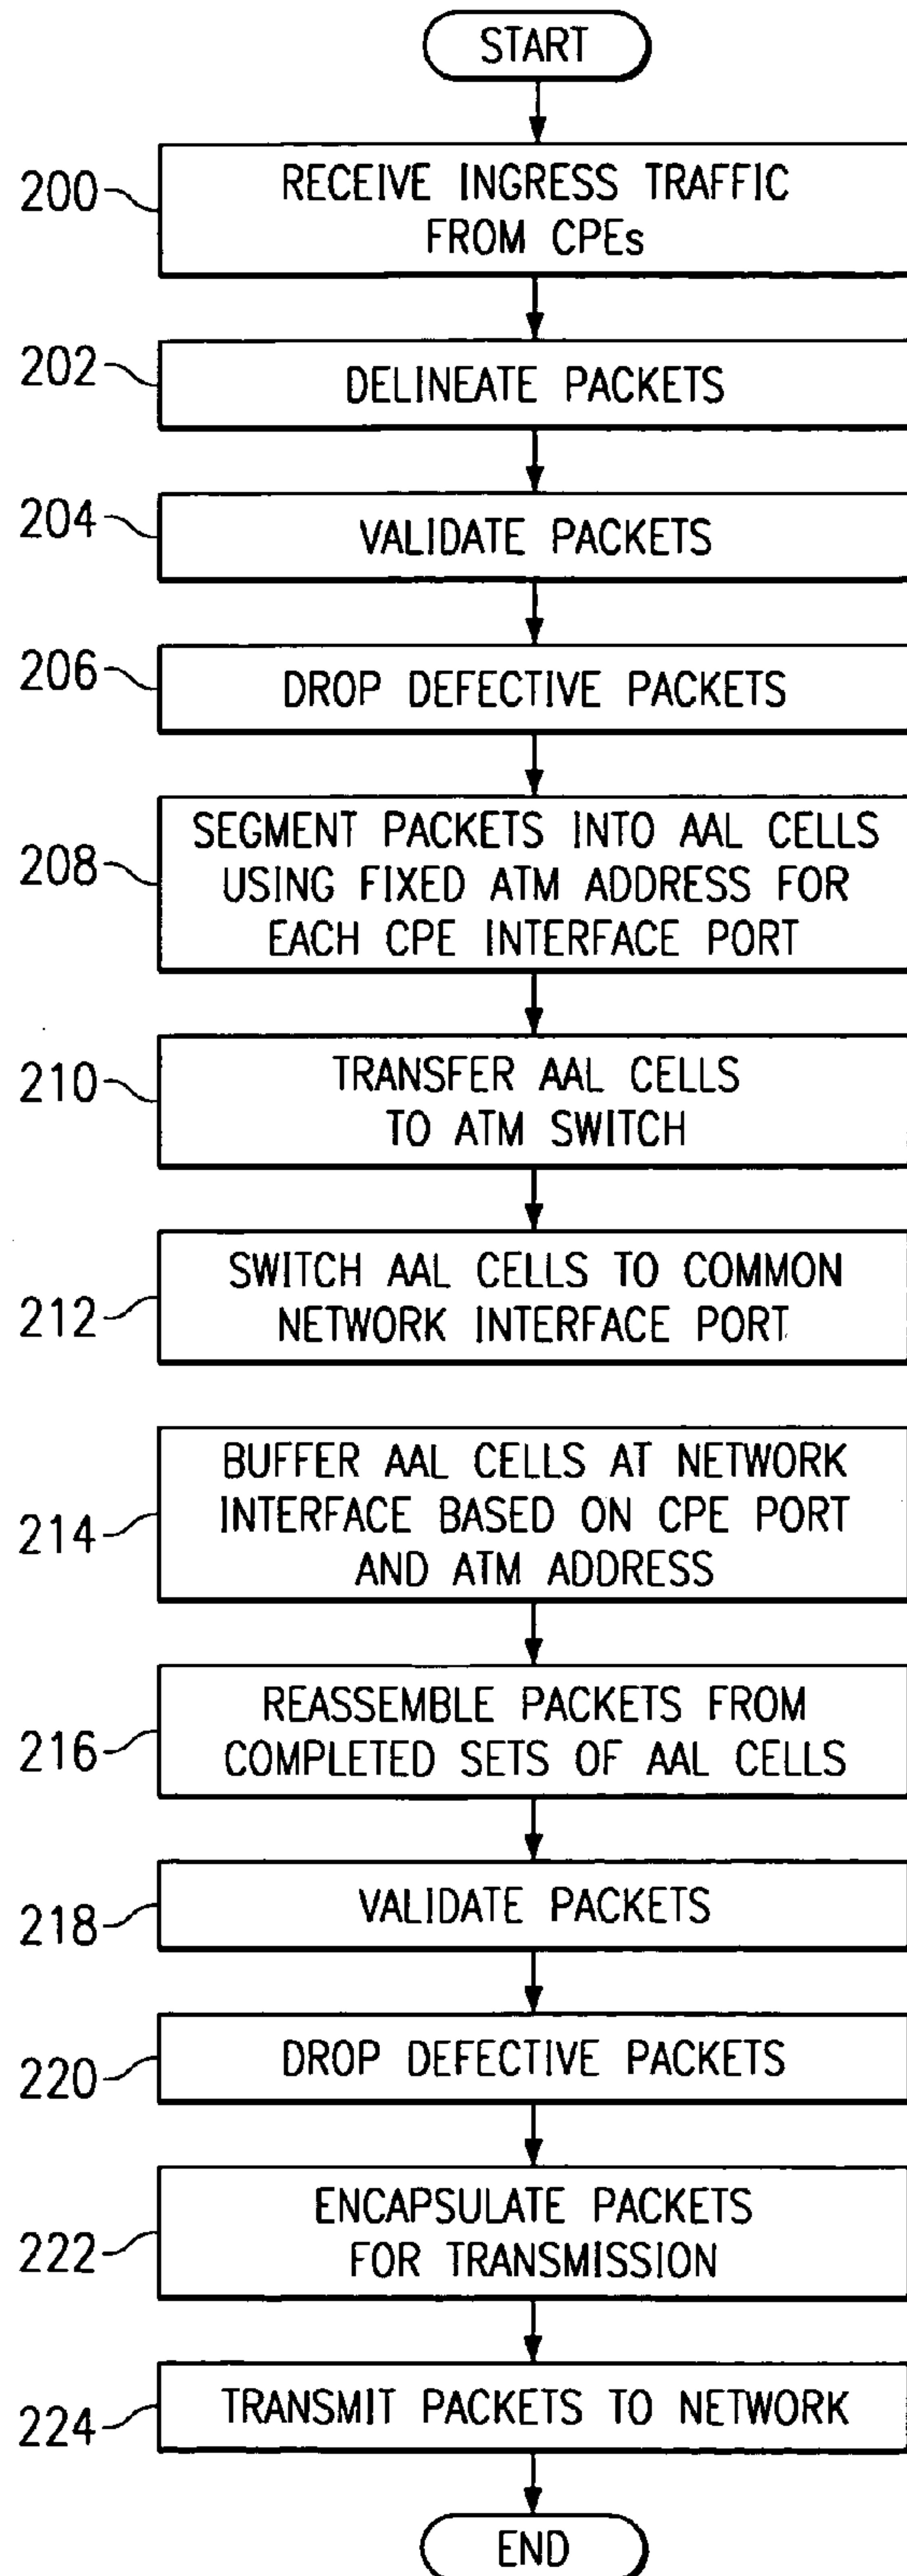 START
200
RECEIVE INGRESS TRAFFIC
FROM CPEs
202
DELINEATE PACKETS
204
VALIDATE PACKETS
206
DROP DEFECTIVE PACKETS
208
SEGMENT PACKETS INTO AAL CELLS
USING FIXED ATM ADDRESS FOR
EACH CPE INTERFACE PORT
210
TRANSFER AAL CELLS
TO ATM SWITCH
212
SWITCH AAL CELLS TO COMMON
NETWORK INTERFACE PORT
214
BUFFER AAL CELLS AT NETWORK
INTERFACE BASED ON CPE PORT
AND ATM ADDRESS
216
REASSEMBLE PACKETS FROM
COMPLETED SETS OF AAL CELLS
218
VALIDATE PACKETS
220
DROP DEFECTIVE PACKETS
222
ENCAPSULATE PACKETS
FOR TRANSMISSION
224
TRANSMIT PACKETS TO NETWORK
END